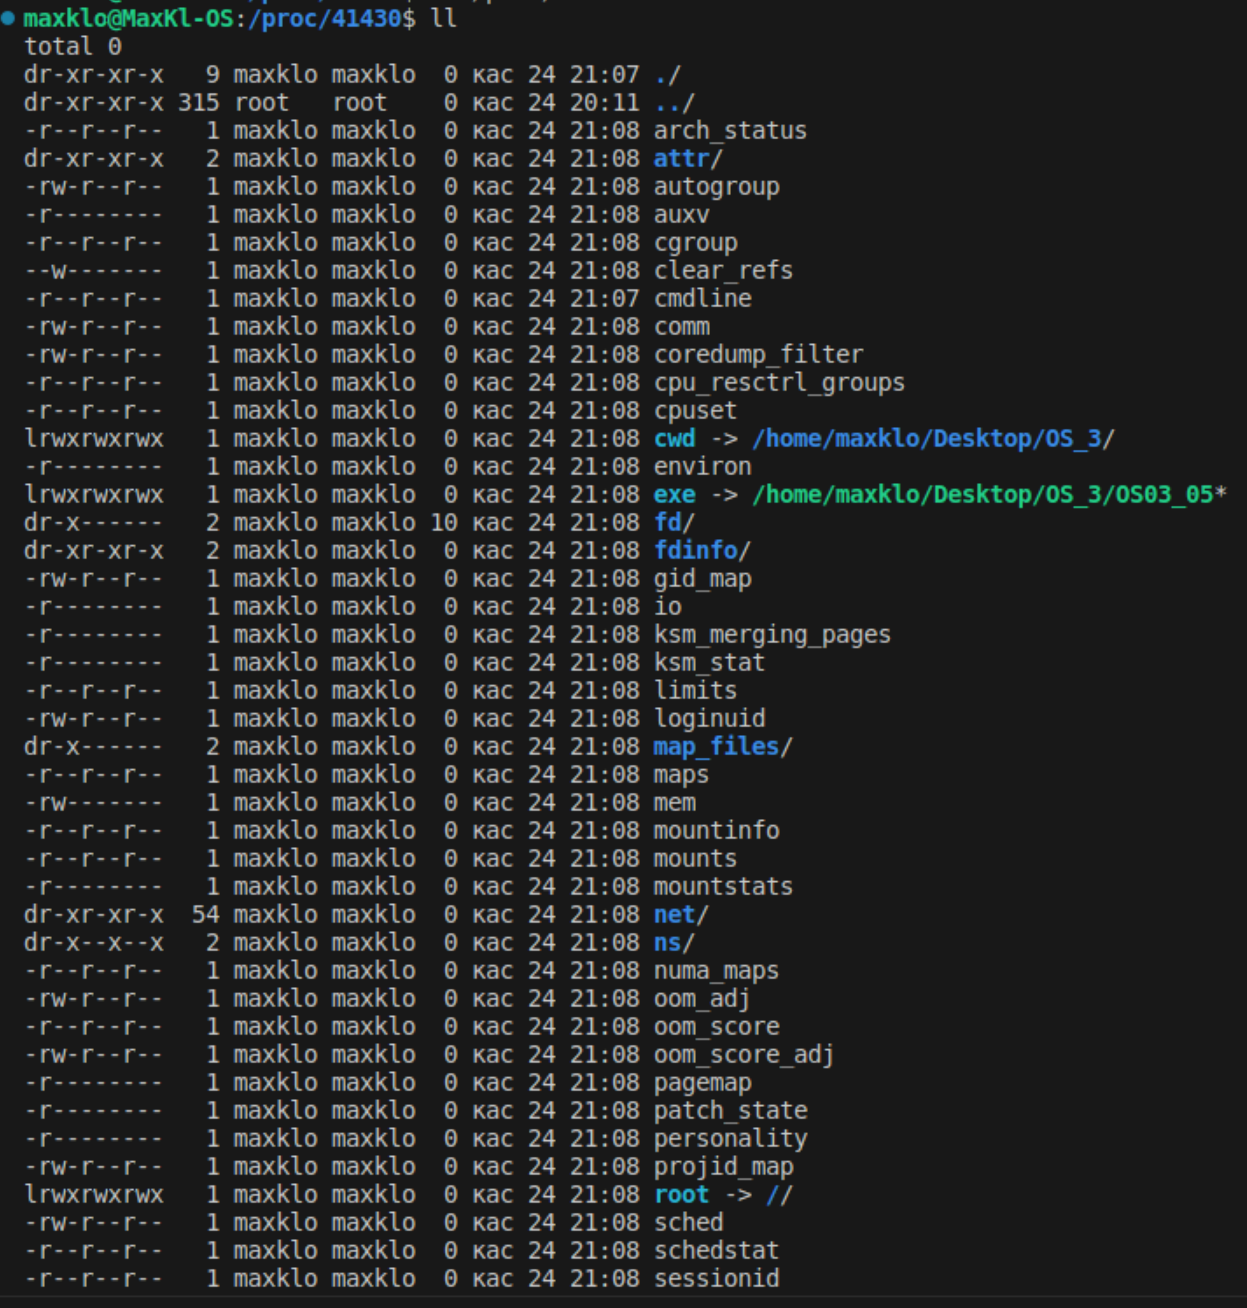 maxklo@MaxKl-OS:/proc/41430$ ll
total 0
dr-xr-xr-x   9 maxklo maxklo  0 кас 24 21:07 ./
dr-xr-xr-x 315 root   root    0 кас 24 20:11 ../
-r--r--r--   1 maxklo maxklo  0 кас 24 21:08 arch_status
dr-xr-xr-x   2 maxklo maxklo  0 кас 24 21:08 attr/
-rw-r--r--   1 maxklo maxklo  0 кас 24 21:08 autogroup
-r--------   1 maxklo maxklo  0 кас 24 21:08 auxv
-r--r--r--   1 maxklo maxklo  0 кас 24 21:08 cgroup
--w-------   1 maxklo maxklo  0 кас 24 21:08 clear_refs
-r--r--r--   1 maxklo maxklo  0 кас 24 21:07 cmdline
-rw-r--r--   1 maxklo maxklo  0 кас 24 21:08 comm
-rw-r--r--   1 maxklo maxklo  0 кас 24 21:08 coredump_filter
-r--r--r--   1 maxklo maxklo  0 кас 24 21:08 cpu_resctrl_groups
-r--r--r--   1 maxklo maxklo  0 кас 24 21:08 cpuset
lrwxrwxrwx   1 maxklo maxklo  0 кас 24 21:08 cwd -> /home/maxklo/Desktop/OS_3/
-r--------   1 maxklo maxklo  0 кас 24 21:08 environ
lrwxrwxrwx   1 maxklo maxklo  0 кас 24 21:08 exe -> /home/maxklo/Desktop/OS_3/OS03_05*
dr-x------   2 maxklo maxklo 10 кас 24 21:08 fd/
dr-xr-xr-x   2 maxklo maxklo  0 кас 24 21:08 fdinfo/
-rw-r--r--   1 maxklo maxklo  0 кас 24 21:08 gid_map
-r--------   1 maxklo maxklo  0 кас 24 21:08 io
-r--------   1 maxklo maxklo  0 кас 24 21:08 ksm_merging_pages
-r--------   1 maxklo maxklo  0 кас 24 21:08 ksm_stat
-r--r--r--   1 maxklo maxklo  0 кас 24 21:08 limits
-rw-r--r--   1 maxklo maxklo  0 кас 24 21:08 loginuid
dr-x------   2 maxklo maxklo  0 кас 24 21:08 map_files/
-r--r--r--   1 maxklo maxklo  0 кас 24 21:08 maps
-rw-------   1 maxklo maxklo  0 кас 24 21:08 mem
-r--r--r--   1 maxklo maxklo  0 кас 24 21:08 mountinfo
-r--r--r--   1 maxklo maxklo  0 кас 24 21:08 mounts
-r--------   1 maxklo maxklo  0 кас 24 21:08 mountstats
dr-xr-xr-x  54 maxklo maxklo  0 кас 24 21:08 net/
dr-x--x--x   2 maxklo maxklo  0 кас 24 21:08 ns/
-r--r--r--   1 maxklo maxklo  0 кас 24 21:08 numa_maps
-rw-r--r--   1 maxklo maxklo  0 кас 24 21:08 oom_adj
-r--r--r--   1 maxklo maxklo  0 кас 24 21:08 oom_score
-rw-r--r--   1 maxklo maxklo  0 кас 24 21:08 oom_score_adj
-r--------   1 maxklo maxklo  0 кас 24 21:08 pagemap
-r--------   1 maxklo maxklo  0 кас 24 21:08 patch_state
-r--------   1 maxklo maxklo  0 кас 24 21:08 personality
-rw-r--r--   1 maxklo maxklo  0 кас 24 21:08 projid_map
lrwxrwxrwx   1 maxklo maxklo  0 кас 24 21:08 root -> //
-rw-r--r--   1 maxklo maxklo  0 кас 24 21:08 sched
-r--r--r--   1 maxklo maxklo  0 кас 24 21:08 schedstat
-r--r--r--   1 maxklo maxklo  0 кас 24 21:08 sessionid